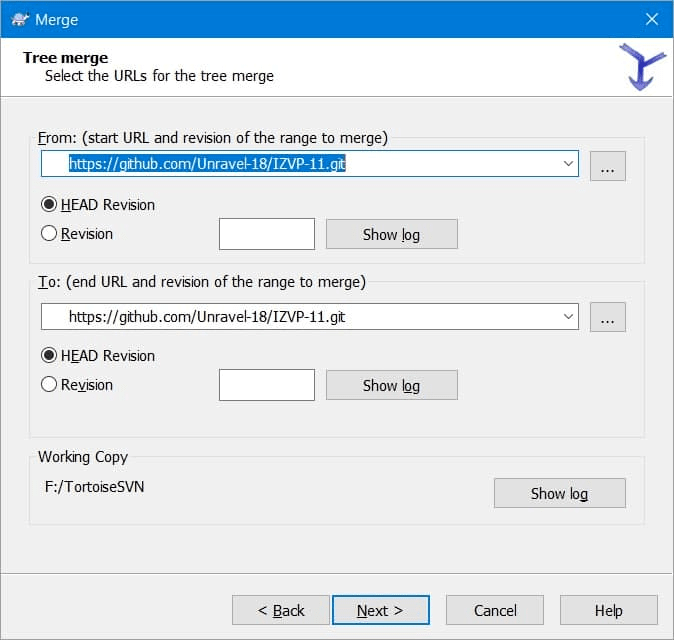 Merge
Tree merge
Select the URLs for the tree merge
From: (start URL and revision of the range to merge)
https://github.com/Unravel-18/IZVP-11.git
...
HEAD Revision
Revision
Show log
To: (end URL and revision of the range to merge)
https://github.com/Unravel-18/IZVP-11.git
...
HEAD Revision
Revision
Show log
Working Copy
F:/TortoiseSVN
Show log
< Back
Next >
Cancel
Help